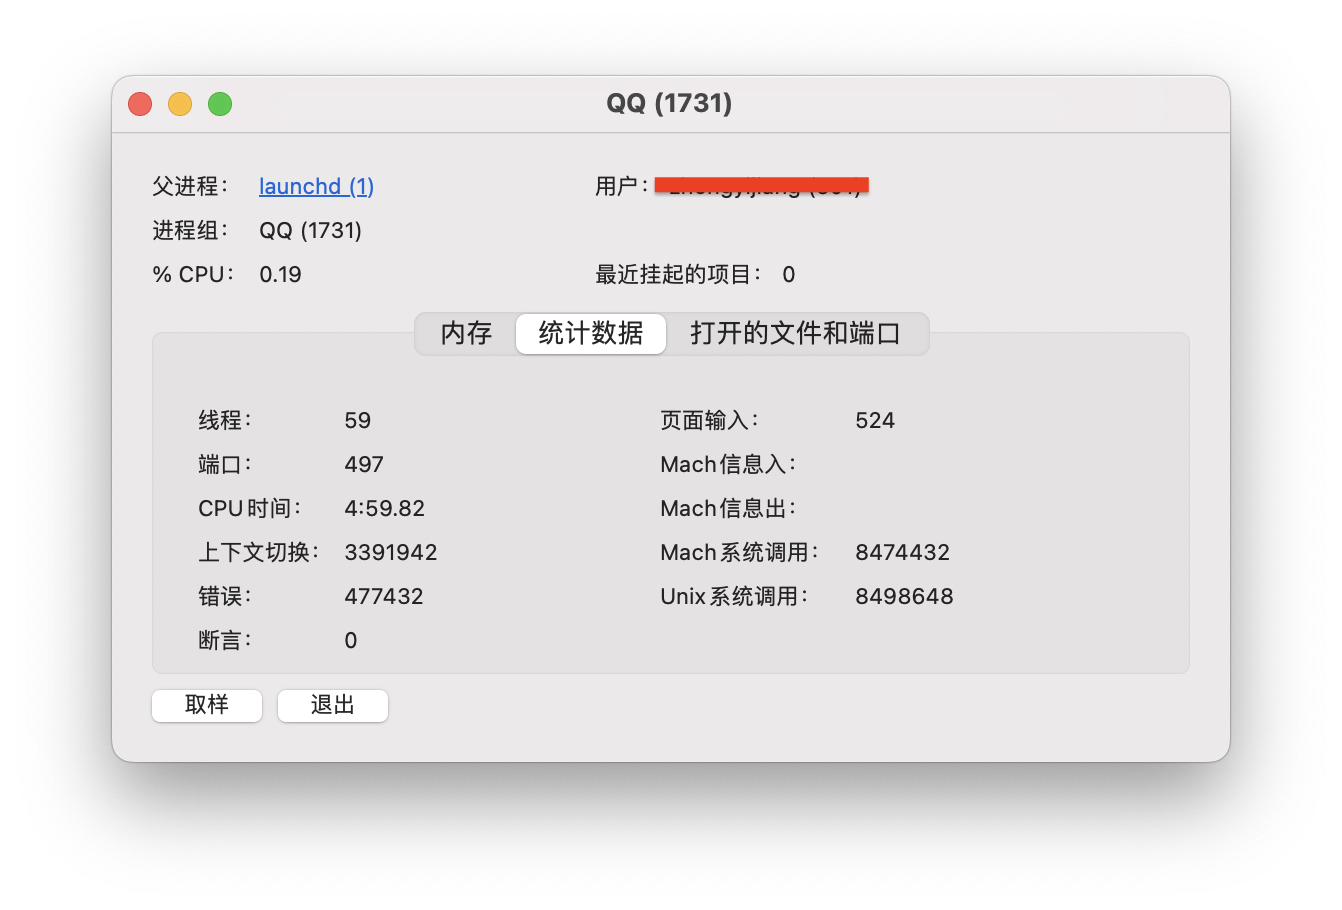 QQ (1731)
父进程： launchd (1) 用户：
进程组： QQ (1731)
% CPU： 0.19 最近挂起的项目： 0
内存 统计数据 打开的文件和端口
线程： 59 页面输入： 524
端口： 497 Mach信息入：
CPU时间： 4:59.82 Mach信息出：
上下文切换： 3391942 Mach系统调用： 8474432
错误： 477432 Unix系统调用： 8498648
断言： 0
取样 退出